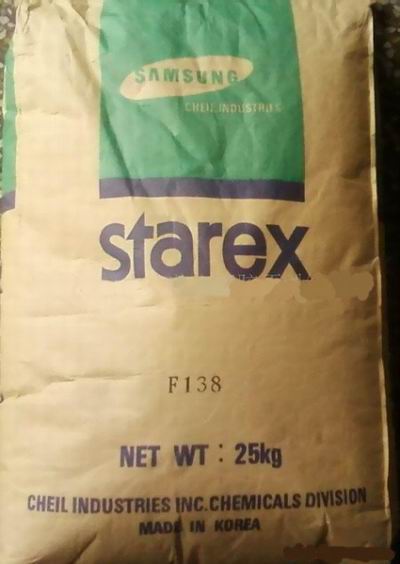 SAMSUNG
CHEIL INDUSTRIES
starex
F138
NET WT : 25kg
CHEIL INDUSTRIES INC. CHEMICALS DIVISION
MADE IN KOREA